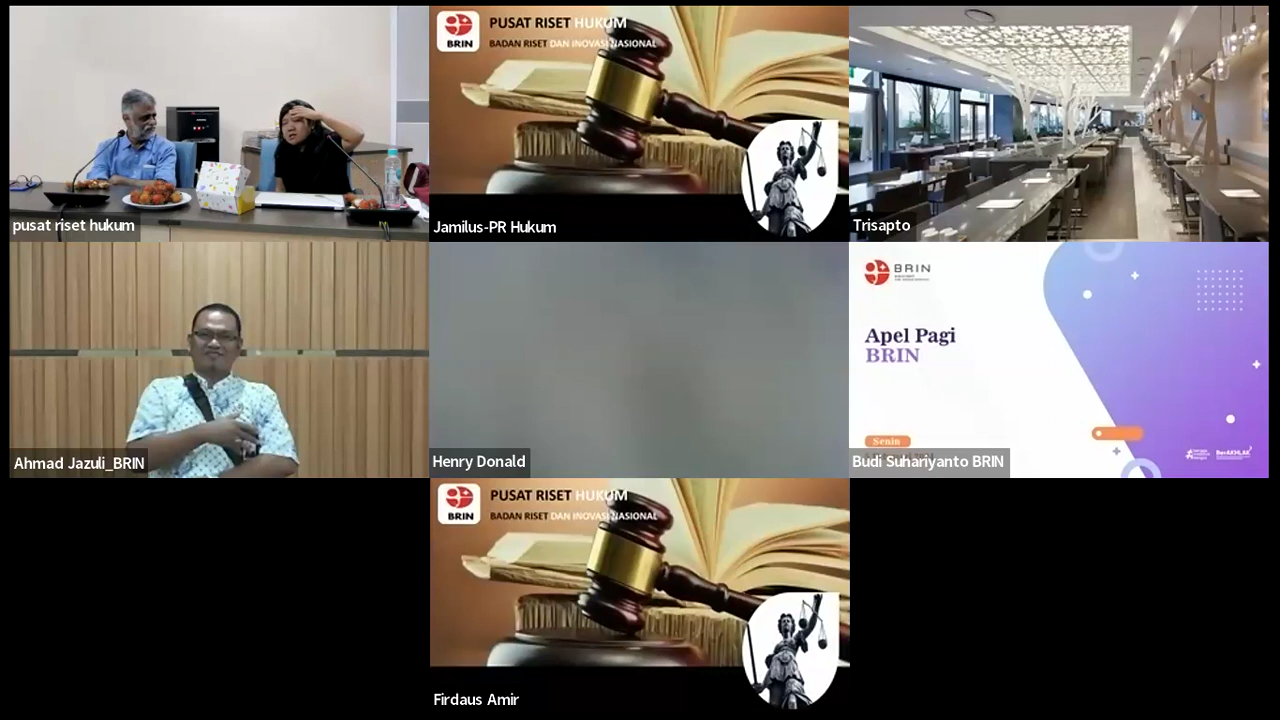 BRIN
PUSAT RISET HUKUM
BADAN RISET DAN INOVASI NASIONAL
pusat riset hukum
Jamilus-PR Hukum
Trisapto
BRIN
Apel Pagi
BRIN
Senin
BerAKHLAK
Ahmad Jazuli_BRIN
Henry Donald
Budi Suhariyanto BRIN
BRIN
PUSAT RISET HUKUM
BADAN RISET DAN INOVASI NASIONAL
Firdaus Amir